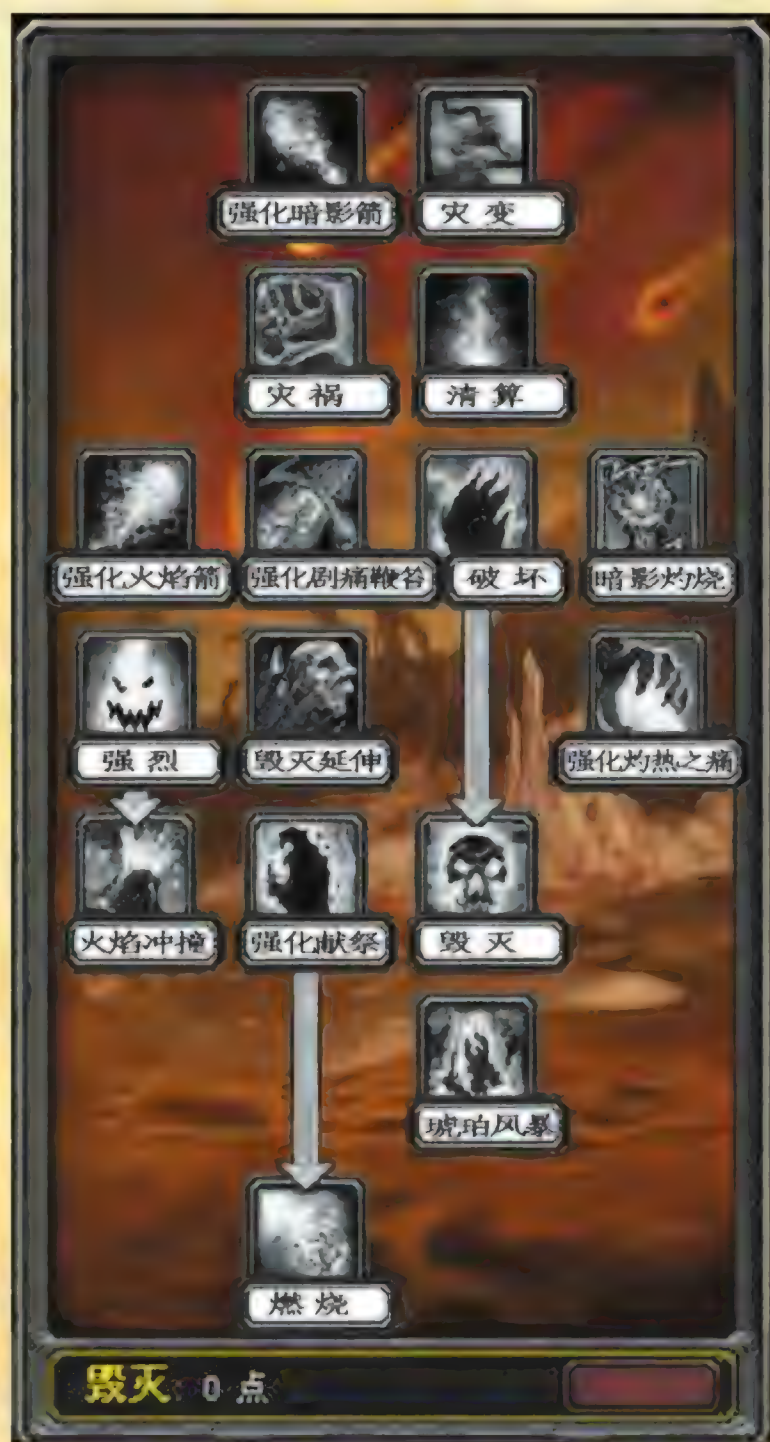 强化暗影箭 灾变
灾祸 清算
强化火焰箭 强化剧痛鞭笞 破坏 暗影灼烧
强烈 毁灭延伸 强化灼热之痛
火焰冲撞 强化献祭 毁灭
琥珀风暴
燃烧
毁灭 0 点